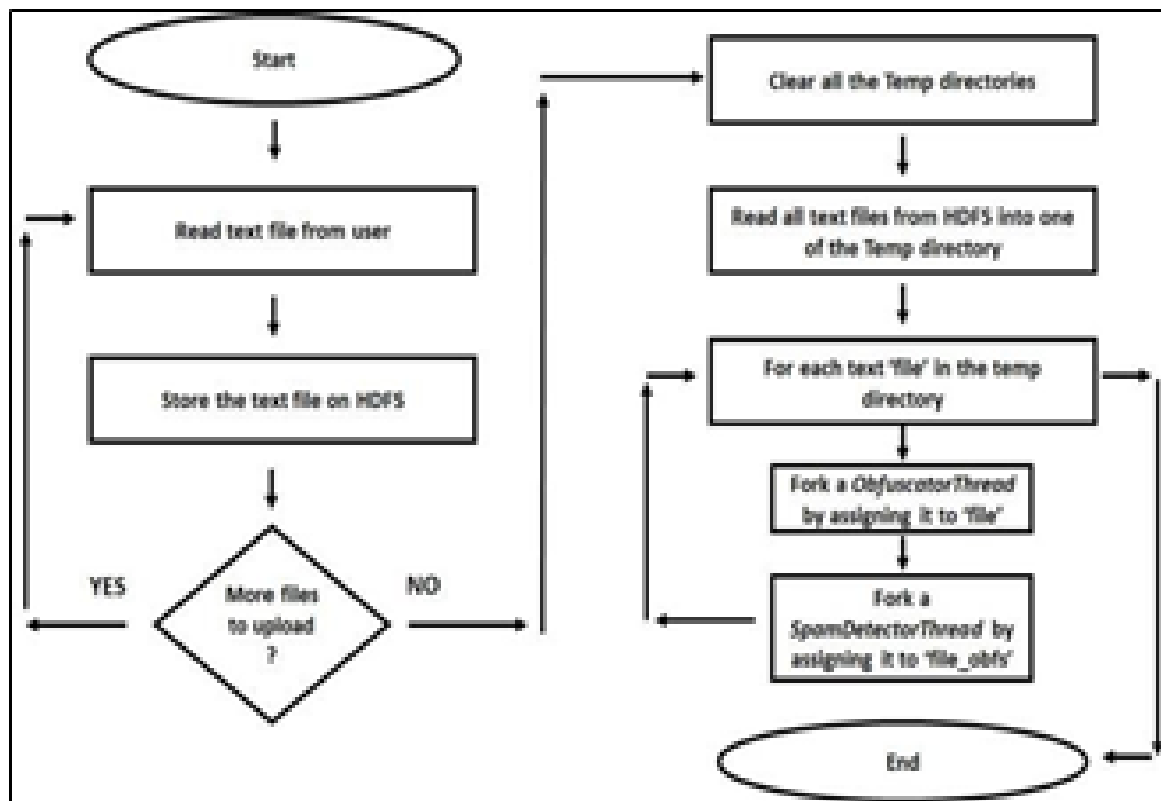 Start
Read text file from user
Store the text file on HDFS
More files
to upload
?
YES
NO
Clear all the Temp directories
Read all text files from HDFS into one
of the Temp directory
For each text 'file' in the temp
directory
Fork a ObfuscatorThread
by assigning it to 'file'
Fork a
SpamDetectorThread by
assigning it to 'file_obfs'
End